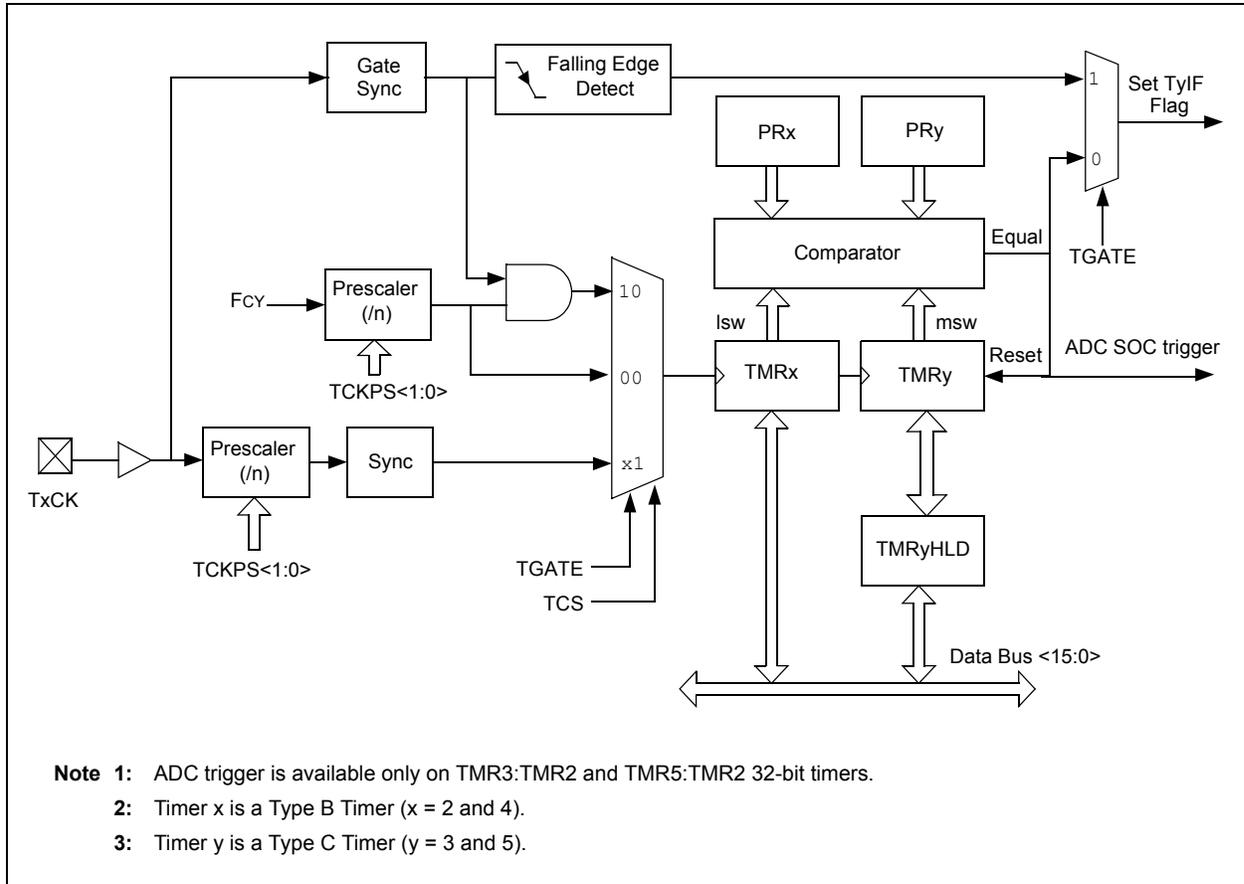 Gate
Sync
Falling Edge
Detect
1
Set TyIF
Flag
0
TGATE
PRx
PRy
Comparator
Equal
FCY
Prescaler
(/n)
TCKPS<1:0>
10
00
x1
lsw
msw
TMRx
TMRy
Reset
ADC SOC trigger
TxCK
Prescaler
(/n)
Sync
TCKPS<1:0>
TGATE
TCS
TMRyHLD
Data Bus <15:0>
Note 1: ADC trigger is available only on TMR3:TMR2 and TMR5:TMR2 32-bit timers.
2: Timer x is a Type B Timer (x = 2 and 4).
3: Timer y is a Type C Timer (y = 3 and 5).